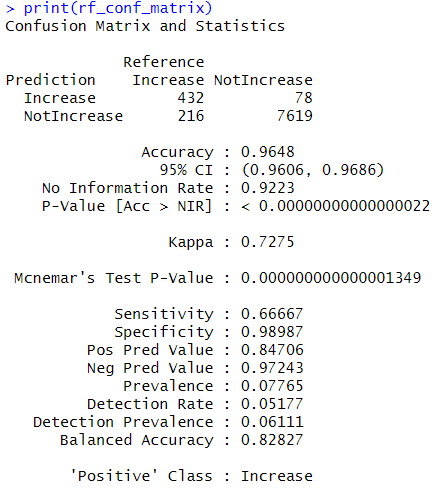 > print(rf_conf_matrix)
Confusion Matrix and Statistics
Reference
Prediction Increase NotIncrease
Increase 432 78
NotIncrease 216 7619
Accuracy : 0.9648
95% CI : (0.9606, 0.9686)
No Information Rate : 0.9223
P-Value [Acc > NIR] : < 0.00000000000000022
Kappa : 0.7275
Mcnemar's Test P-Value : 0.000000000001349
Sensitivity : 0.66667
Specificity : 0.98987
Pos Pred Value : 0.84706
Neg Pred Value : 0.97243
Prevalence : 0.07765
Detection Rate : 0.05177
Detection Prevalence : 0.06111
Balanced Accuracy : 0.82827
'Positive' Class : Increase